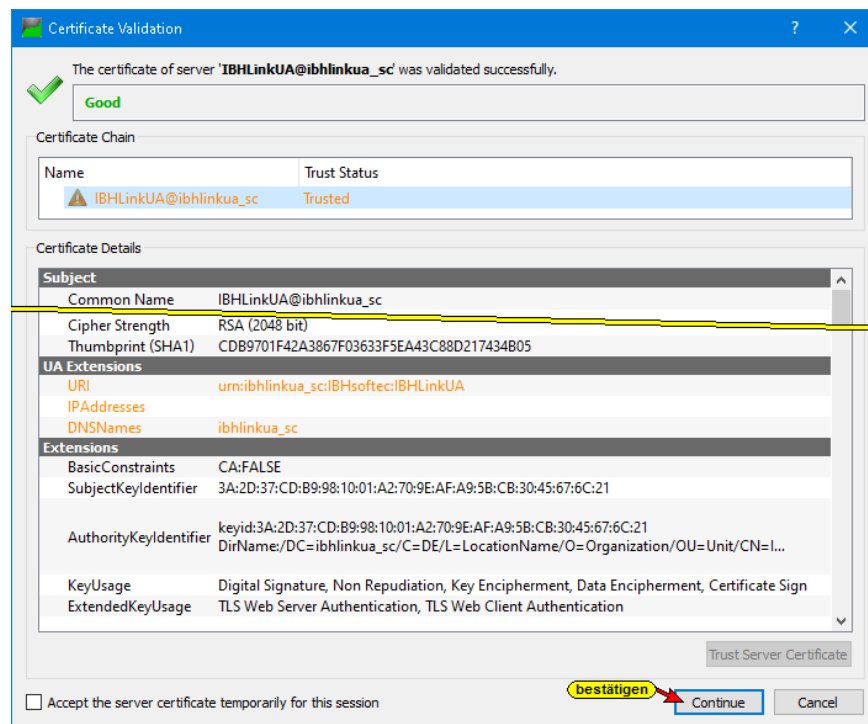 Certificate Validation ? ×
The certificate of server 'IBHLinkUA@ibhlinkua_sc' was validated successfully.
Good
Certificate Chain
Name Trust Status
IBHLinkUA@ibhlinkua_sc Trusted
Certificate Details
Subject
Common Name IBHLinkUA@ibhlinkua_sc
Cipher Strength RSA (2048 bit)
Thumbprint (SHA1) CDB9701F42A3867F03633F5EA43C88D217434B05
UA Extensions
URI urn:ibhlinkua_sc:IBHsoftec:IBHLinkUA
IPAddresses
DNSNames ibhlinkua_sc
Extensions
BasicConstraints CA:FALSE
SubjectKeyIdentifier 3A:2D:37:CD:B9:98:10:01:A2:70:9E:AF:A9:5B:CB:30:45:67:6C:21
AuthorityKeyIdentifier keyid:3A:2D:37:CD:B9:98:10:01:A2:70:9E:AF:A9:5B:CB:30:45:67:6C:21
DirName:/DC=ibhlinkua_sc/C=DE/L=LocationName/O=Organization/OU=Unit/CN=I...
KeyUsage Digital Signature, Non Repudiation, Key Encipherment, Data Encipherment, Certificate Sign
ExtendedKeyUsage TLS Web Server Authentication, TLS Web Client Authentication
Trust Server Certificate
bestätigen
Accept the server certificate temporarily for this session Continue Cancel